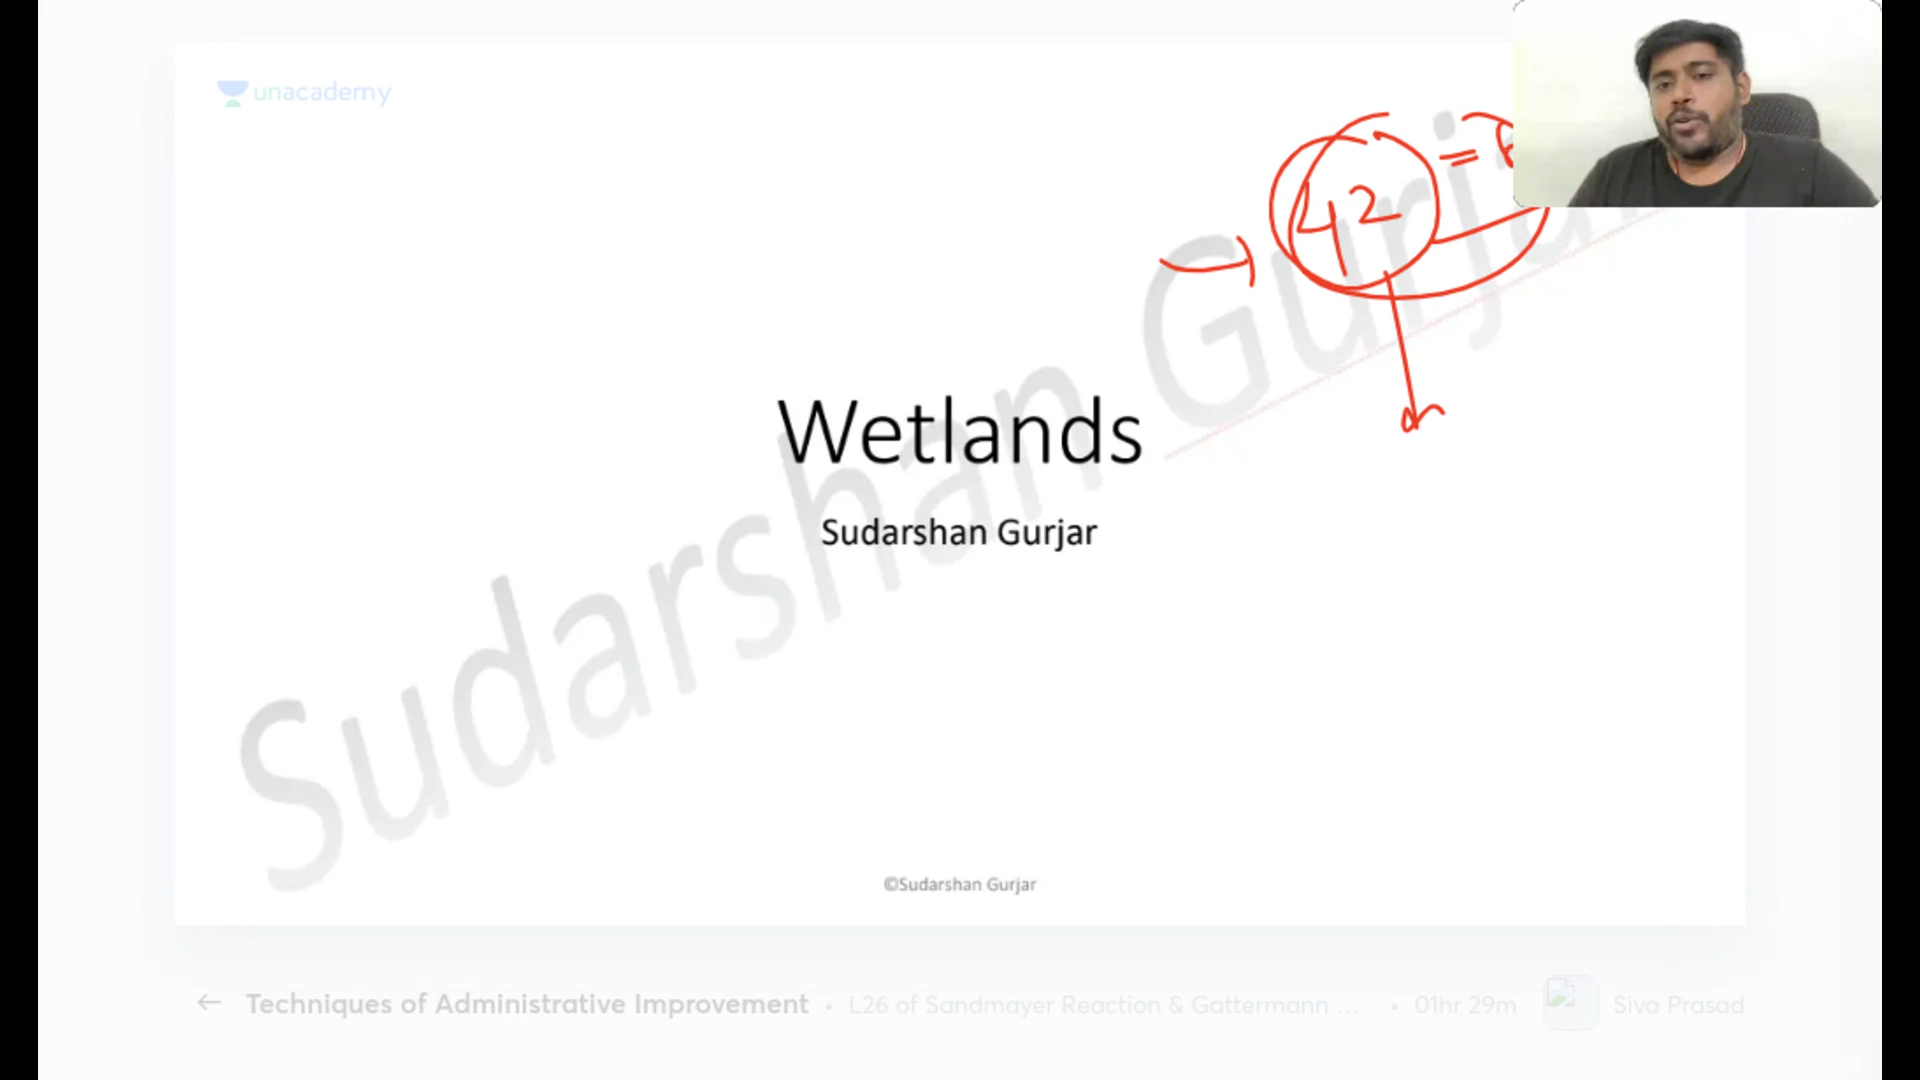 unacademy
42 =
Wetlands
Sudarshan Gurjar
Sudarshan Gurjar
©Sudarshan Gurjar
← Techniques of Administrative Improvement • L26 of Sandmayer Reaction & Gattermann ... • 01hr 29m Siva Prasad